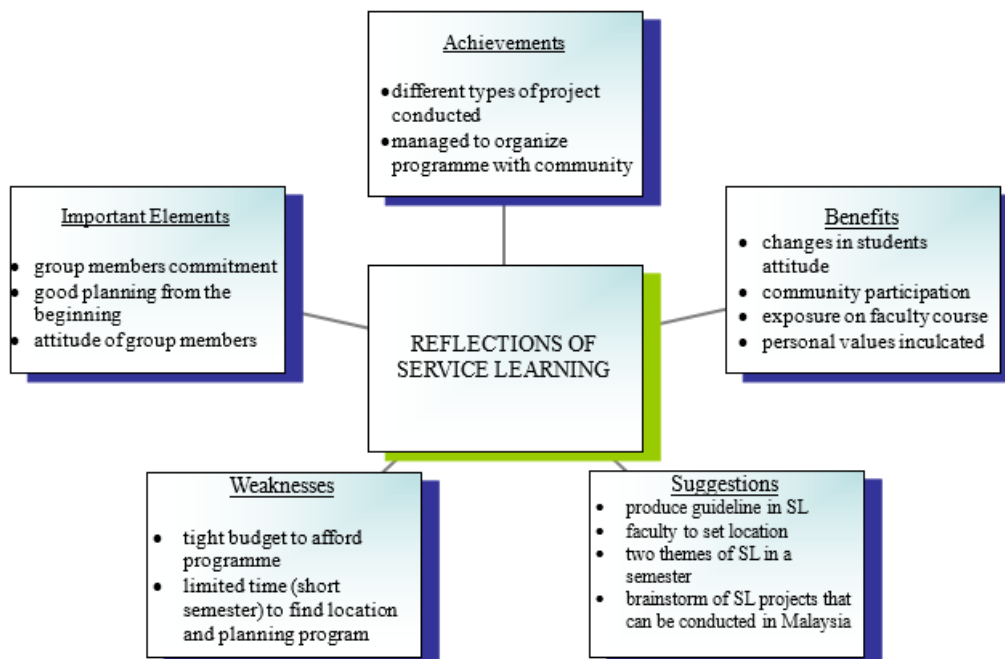 Achievements
• different types of project
conducted
• managed to organize
programme with community
Important Elements
• group members commitment
• good planning from the
beginning
• attitude of group members
REFLECTIONS OF
SERVICE LEARNING
Benefits
• changes in students
attitude
• community participation
• exposure on faculty course
• personal values inculcated
Weaknesses
• tight budget to afford
programme
• limited time (short
semester) to find location
and planning program
Suggestions
• produce guideline in SL
• faculty to set location
• two themes of SL in a
semester
• brainstorm of SL projects that
can be conducted in Malaysia